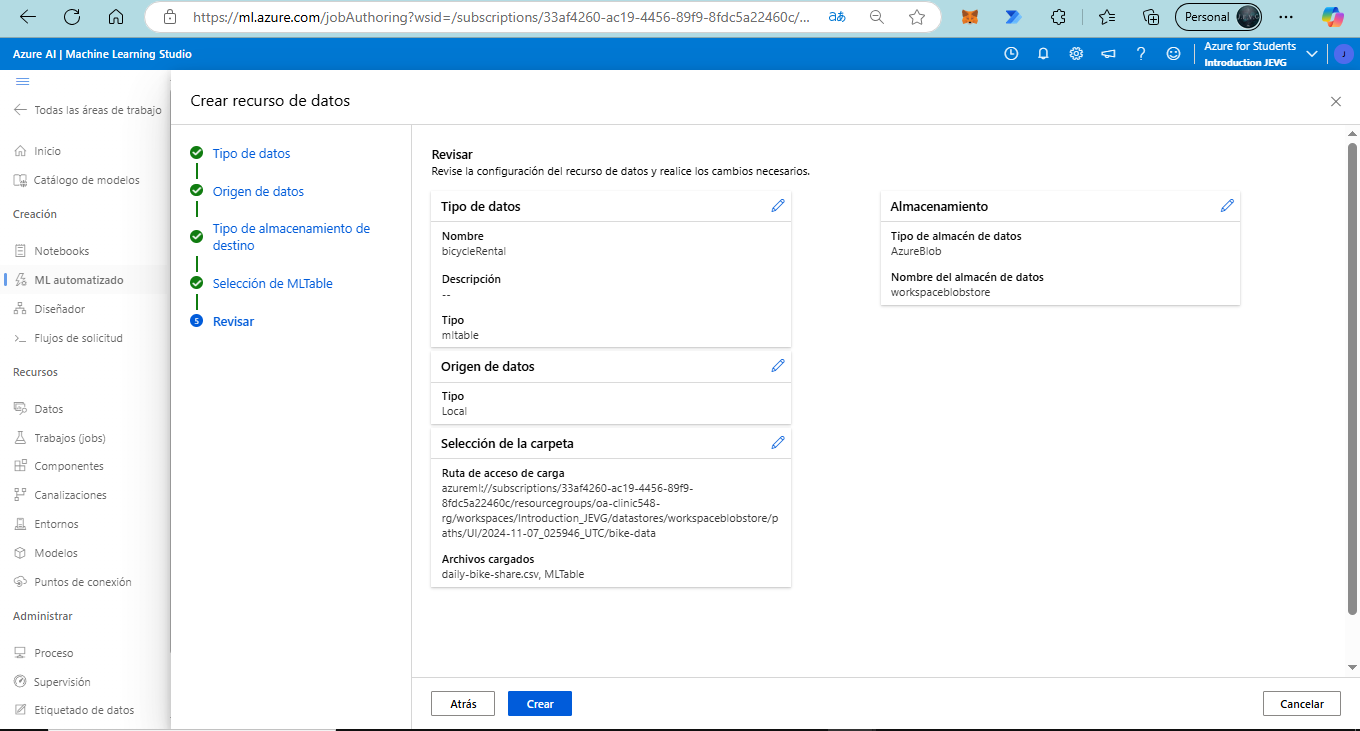 https://ml.azure.com/jobAuthoring?wsid=/subscriptions/33af4260-ac19-4456-89f9-8fdc5a22460c/...
aあ
Personal
Azure AI | Machine Learning Studio
Azure for Students
Introduction JEVG
J
Todas las áreas de trabajo
Inicio
Catálogo de modelos
Creación
Notebooks
ML automatizado
Diseñador
Flujos de solicitud
Recursos
Datos
Trabajos (jobs)
Componentes
Canalizaciones
Entornos
Modelos
Puntos de conexión
Administrar
Proceso
Supervisión
Etiquetado de datos
Crear recurso de datos
Tipo de datos
Origen de datos
Tipo de almacenamiento de
destino
Selección de MLTable
5 Revisar
Revisar
Revise la configuración del recurso de datos y realice los cambios necesarios.
Tipo de datos
Nombre
bicycleRental
Descripción
--
Tipo
mltable
Origen de datos
Tipo
Local
Selección de la carpeta
Ruta de acceso de carga
azureml://subscriptions/33af4260-ac19-4456-89f9-
8fdc5a22460c/resourcegroups/oa-clinic548-
rg/workspaces/Introduction_JEVG/datastores/workspaceblobstore/p
aths/UI/2024-11-07_025946_UTC/bike-data
Archivos cargados
daily-bike-share.csv, MLTable
Almacenamiento
Tipo de almacén de datos
AzureBlob
Nombre del almacén de datos
workspaceblobstore
Atrás
Crear
Cancelar